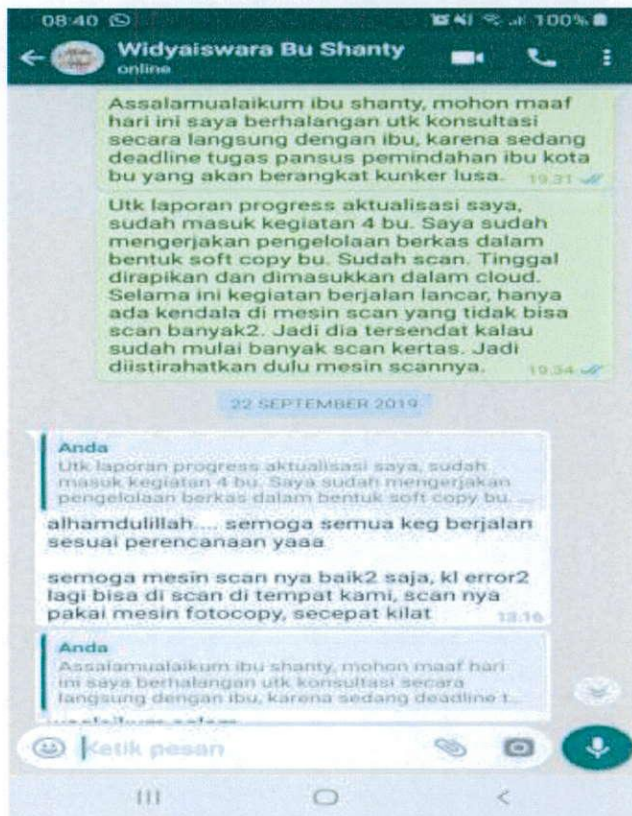 08:40 100%
Widyaiswara Bu Shanty
online
Assalamualaikum ibu shanty, mohon maaf
hari ini saya berhalangan utk konsultasi
secara langsung dengan ibu, karena sedang
deadline tugas pansus pemindahan ibu kota
bu yang akan berangkat kunker lusa. 19.31
Utk laporan progress aktualisasi saya,
sudah masuk kegiatan 4 bu. Saya sudah
mengerjakan pengelolaan berkas dalam
bentuk soft copy bu. Sudah scan. Tinggal
dirapikan dan dimasukkan dalam cloud.
Selama ini kegiatan berjalan lancar, hanya
ada kendala di mesin scan yang tidak bisa
scan banyak2. Jadi dia tersendat kalau
sudah mulai banyak scan kertas. Jadi
diistirahatkan dulu mesin scannya. 19.34
22 SEPTEMBER 2019
Anda
Utk laporan progress aktualisasi saya, sudah
masuk kegiatan 4 bu. Saya sudah mengerjakan
pengelolaan berkas dalam bentuk soft copy bu. ...
alhamdulillah.... semoga semua keg berjalan
sesuai perencanaan yaaa
semoga mesin scan nya baik2 saja, kl error2
lagi bisa di scan di tempat kami, scan nya
pakai mesin fotocopy, secepat kilat 13.16
Anda
Assalamualaikum ibu shanty, mohon maaf hari
ini saya berhalangan utk konsultasi secara
langsung dengan ibu, karena sedang deadline t...
Ketik pesan